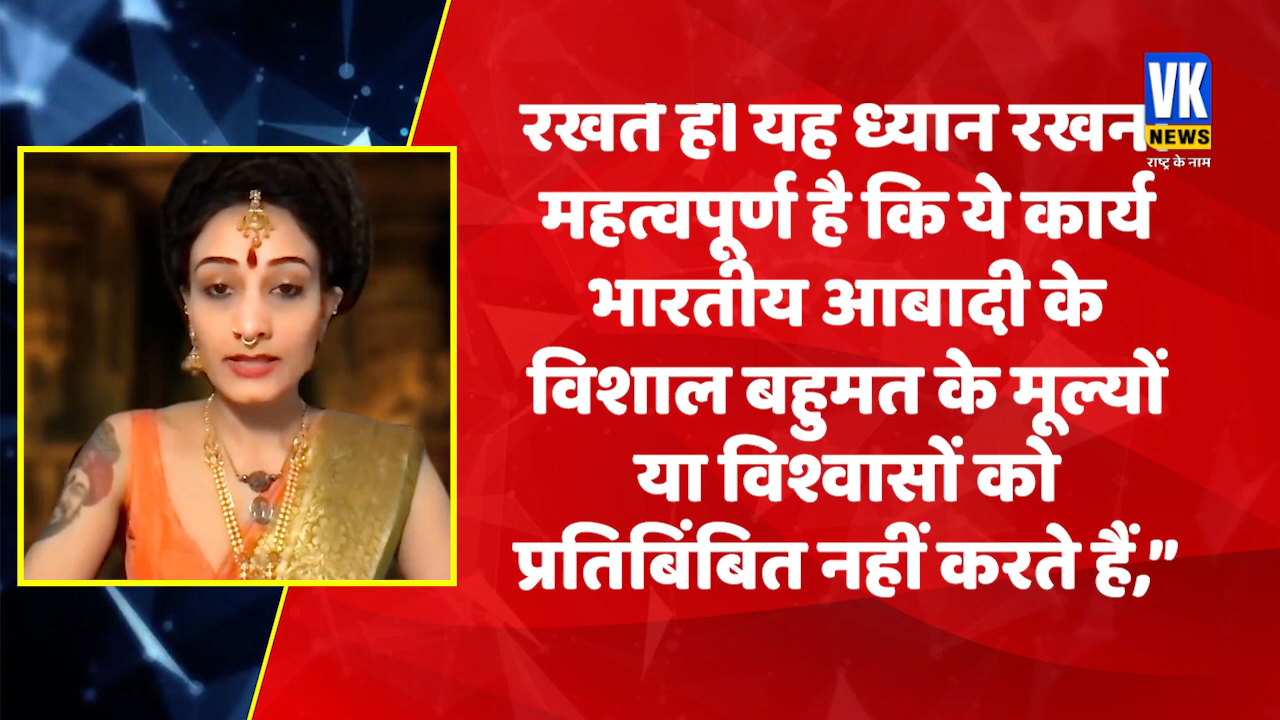 रखते हैं। यह ध्यान रखना
महत्वपूर्ण है कि ये कार्य
भारतीय आबादी के
विशाल बहुमत के मूल्यों
या विश्वासों को
प्रतिबिंबित नहीं करते हैं,”
VK
NEWS
राष्ट्र के नाम